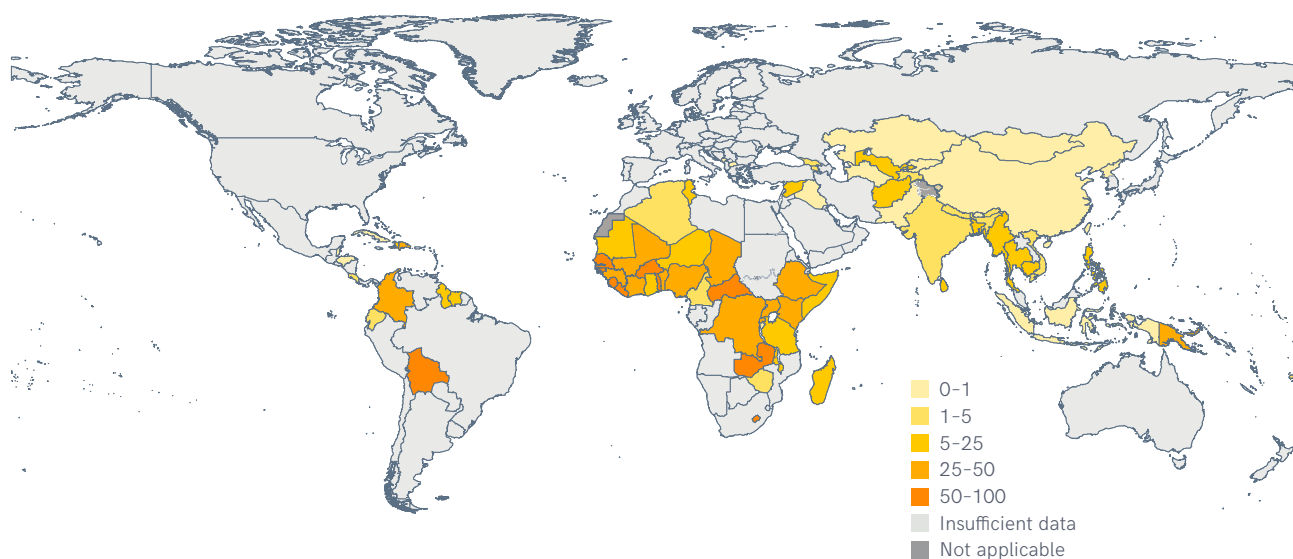 0–1
1–5
5–25
25–50
50–100
Insufficient data
Not applicable